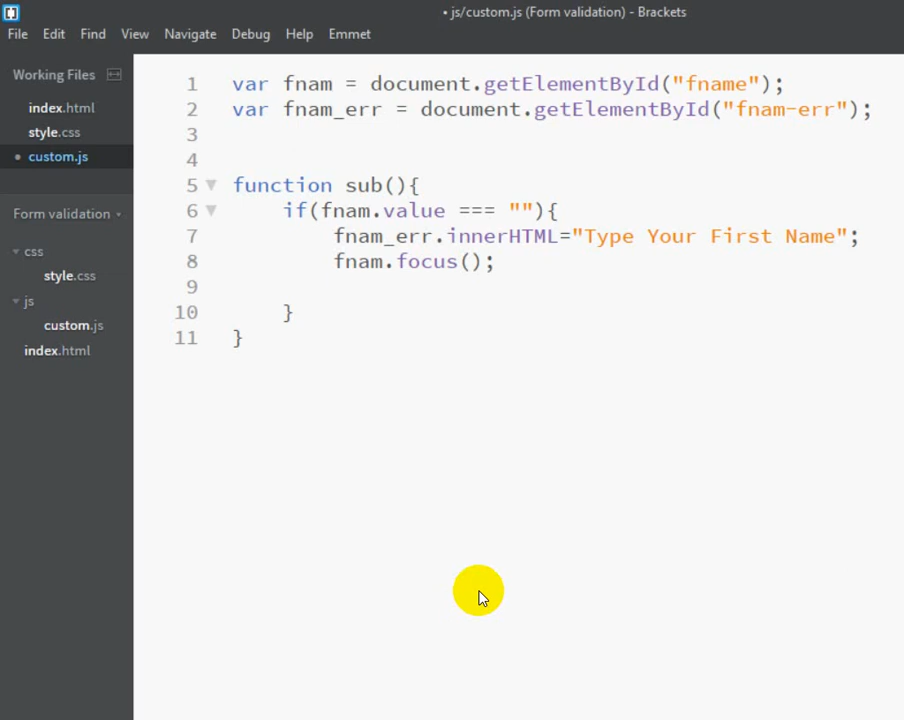 • js/custom.js (Form validation) - Brackets
File Edit Find View Navigate Debug Help Emmet
Working Files
index.html
style.css
• custom.js
Form validation
css
style.css
js
custom.js
index.html
1 var fnam = document.getElementById("fname");
2 var fnam_err = document.getElementById("fnam-err");
3
4
5 function sub(){
6 if(fnam.value === ""){
7 fnam_err.innerHTML="Type Your First Name";
8 fnam.focus();
9
10 }
11 }